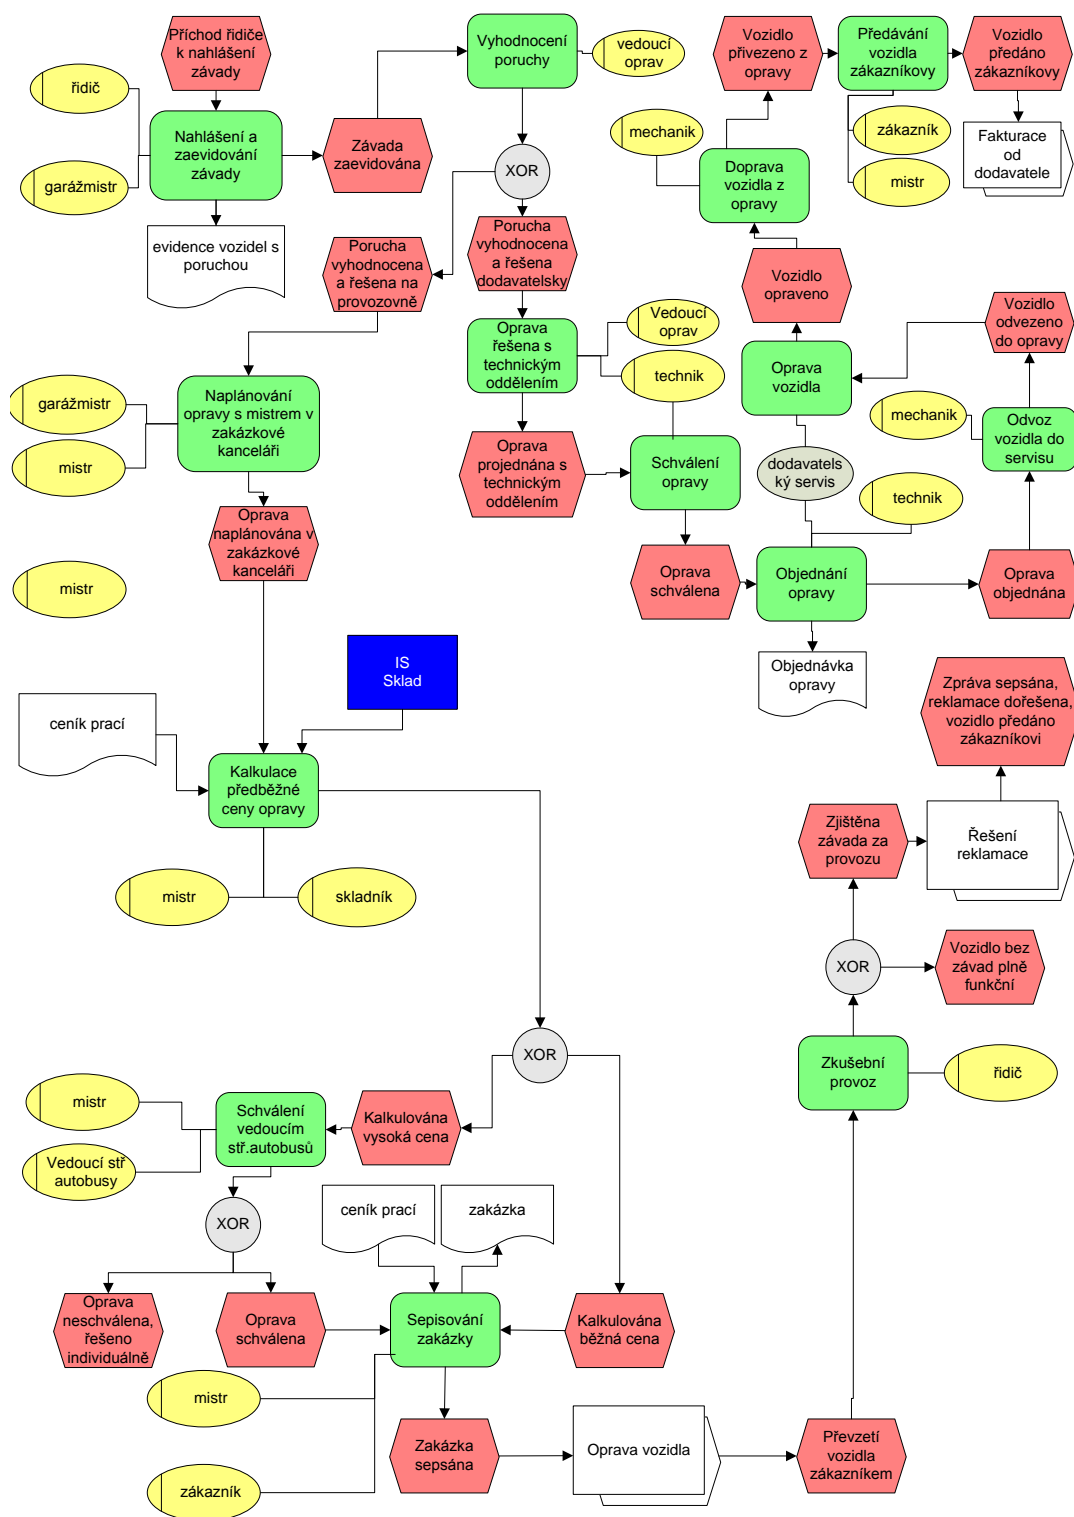 Příchod řidiče
k nahlášení
závady
řidič
garážmistr
Nahlášení a
zaevidování
závady
evidence vozidel s
poruchou
Závada
zaevidována
Vyhodnocení
poruchy
vedoucí
oprav
XOR
Porucha
vyhodnocena
a řešena na
provozovně
Porucha
vyhodnocena
a řešena
dodavatelsky
Oprava
řešena s
technickým
oddělením
Vedoucí
oprav
technik
Oprava
projednána s
technickým
oddělením
Schválení
opravy
Oprava
schválena
Objednání
opravy
technik
Objednávka
opravy
Oprava
objednána
Odvoz
vozidla do
servisu
mechanik
Vozidlo
odvezeno
do opravy
Oprava
vozidla
dodavatels
ký servis
Vozidlo
opraveno
Doprava
vozidla z
opravy
mechanik
Vozidlo
přivezeno z
opravy
Předávání
vozidla
zákazníkovy
zákazník
mistr
Vozidlo
předáno
zákazníkovy
Fakturace
od
dodavatele
Naplánování
opravy s mistrem v
zakázkové
kanceláři
garážmistr
mistr
Oprava
naplánována v
zakázkové
kanceláři
mistr
IS
Sklad
ceník prací
Kalkulace
předběžné
ceny opravy
mistr
skladník
XOR
Kalkulována
vysoká cena
Schválení
vedoucím
stř.autobusů
mistr
Vedoucí stř
autobusy
XOR
Oprava
neschválena,
řešeno
individuálně
Oprava
schválena
ceník prací
zakázka
Sepisování
zakázky
Kalkulována
běžná cena
mistr
zákazník
Zakázka
sepsána
Oprava vozidla
Převzetí
vozidla
zákazníkem
Zkušební
provoz
řidič
XOR
Vozidlo bez
závad plně
funkční
Zjištěna
závada za
provozu
Řešení
reklamace
Zpráva sepsána,
reklamace dořešena,
vozidlo předáno
zákazníkovi